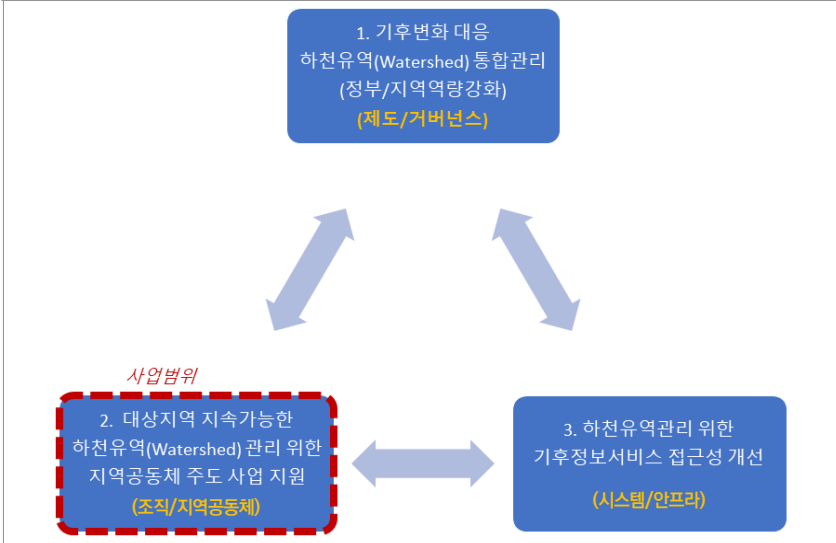 1. 기후변화 대응
하천유역(Watershed) 통합관리
(정부/지역역량강화)
(제도/거버넌스)
사업범위
2. 대상지역 지속가능한
하천유역(Watershed) 관리 위한
지역공동체 주도 사업 지원
(조직/지역공동체)
3. 하천유역관리 위한
기후정보서비스 접근성 개선
(시스템/안프라)